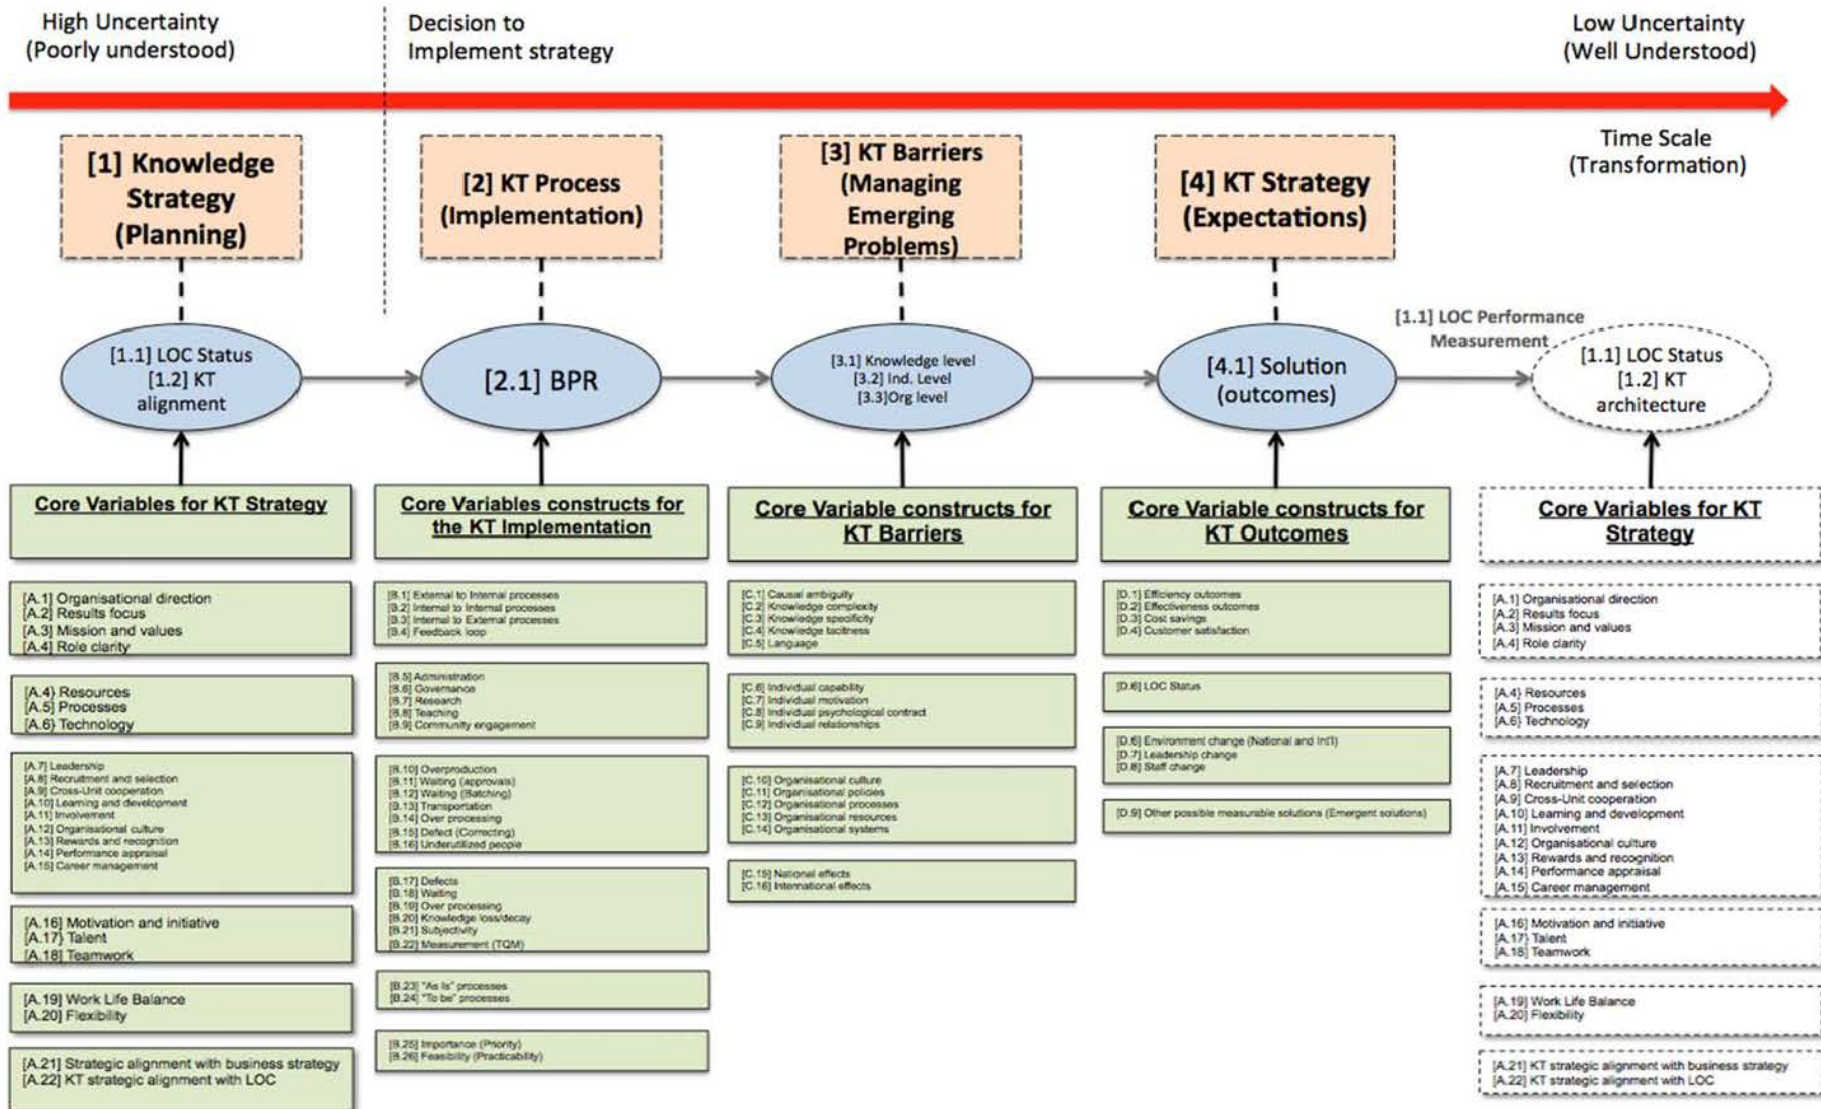 High Uncertainty
(Poorly understood)
Decision to
Implement strategy
Low Uncertainty
(Well Understood)
Time Scale
(Transformation)
[1] Knowledge
Strategy
(Planning)
[2] KT Process
(Implementation)
[3] KT Barriers
(Managing
Emerging
Problems)
[4] KT Strategy
(Expectations)
[1.1] LOC Status
[1.2] KT
alignment
[2.1] BPR
[3.1] Knowledge level
[3.2] Ind. Level
[3.3]Org level
[4.1] Solution
(outcomes)
[1.1] LOC Performance
Measurement
[1.1] LOC Status
[1.2] KT
architecture
Core Variables for KT Strategy
[A.1] Organisational direction
[A.2] Results focus
[A.3] Mission and values
[A.4] Role clarity
[A.4} Resources
[A.5] Processes
[A.6} Technology
[A.7] Leadership
[A.8] Recruitment and selection
[A.9] Cross-Unit cooperation
[A.10] Learning and development
[A.11] Involvement
[A.12] Organisational culture
[A.13] Rewards and recognition
[A.14] Performance appraisal
[A.15] Career management
[A.16] Motivation and initiative
[A.17} Talent
[A.18] Teamwork
[A.19] Work Life Balance
[A.20] Flexibility
[A.21] Strategic alignment with business strategy
[A.22] KT strategic alignment with LOC
Core Variables constructs for
the KT Implementation
[B.1] External to Internal processes
[B.2] Internal to Internal processes
[B.3] Internal to External processes
[B.4] Feedback loop
[B.5] Administration
[B.6] Governance
[B.7] Research
[B.8] Teaching
[B.9] Community engagement
[B.10] Overproduction
[B.11] Waiting (approvals)
[B.12] Waiting (Batching)
[B.13] Transportation
[B.14] Over processing
[B.15] Defect (Correcting)
[B.16] Underutilized people
[B.17] Defects
[B.18] Waiting
[B.19] Over processing
[B.20] Knowledge loss/decay
[B.21] Subjectivity
[B.22] Measurement (TQM)
[B.23] "As Is" processes
[B.24] "To be" processes
[B.25] Importance (Priority)
[B.26] Feasibility (Practicability)
Core Variable constructs for
KT Barriers
[C.1] Causal ambiguity
[C.2] Knowledge complexity
[C.3] Knowledge specificity
[C.4] Knowledge tacitness
[C.5] Language
[C.6] Individual capability
[C.7] Individual motivation
[C.8] Individual psychological contract
[C.9] Individual relationships
[C.10] Organisational culture
[C.11] Organisational policies
[C.12] Organisational processes
[C.13] Organisational resources
[C.14] Organisational systems
[C.15] National effects
[C.16] International effects
Core Variable constructs for
KT Outcomes
[D.1] Efficiency outcomes
[D.2] Effectiveness outcomes
[D.3] Cost savings
[D.4] Customer satisfaction
[D.6] LOC Status
[D.6] Environment change (National and Int'l)
[D.7] Leadership change
[D.8] Staff change
[D.9] Other possible measurable solutions (Emergent solutions)
Core Variables for KT
Strategy
[A.1] Organisational direction
[A.2] Results focus
[A.3] Mission and values
[A.4] Role clarity
[A.4} Resources
[A.5] Processes
[A.6} Technology
[A.7] Leadership
[A.8] Recruitment and selection
[A.9] Cross-Unit cooperation
[A.10] Learning and development
[A.11] Involvement
[A.12] Organisational culture
[A.13] Rewards and recognition
[A.14] Performance appraisal
[A.15] Career management
[A.16] Motivation and initiative
[A.17} Talent
[A.18] Teamwork
[A.19] Work Life Balance
[A.20] Flexibility
[A.21] KT strategic alignment with business strategy
[A.22] KT strategic alignment with LOC